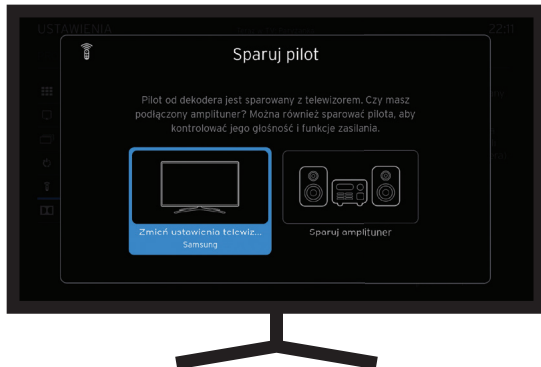 USTAWIENIA
22:11
Sparuj pilot
Pilot od dekodera jest sparowany z telewizorem. Czy masz
podłączony amplituner? Można również sparować pilota, aby
kontrolować jego głośność i funkcje zasilania.
Zmień ustawienia telewiz...
Samsung
Sparuj amplituner